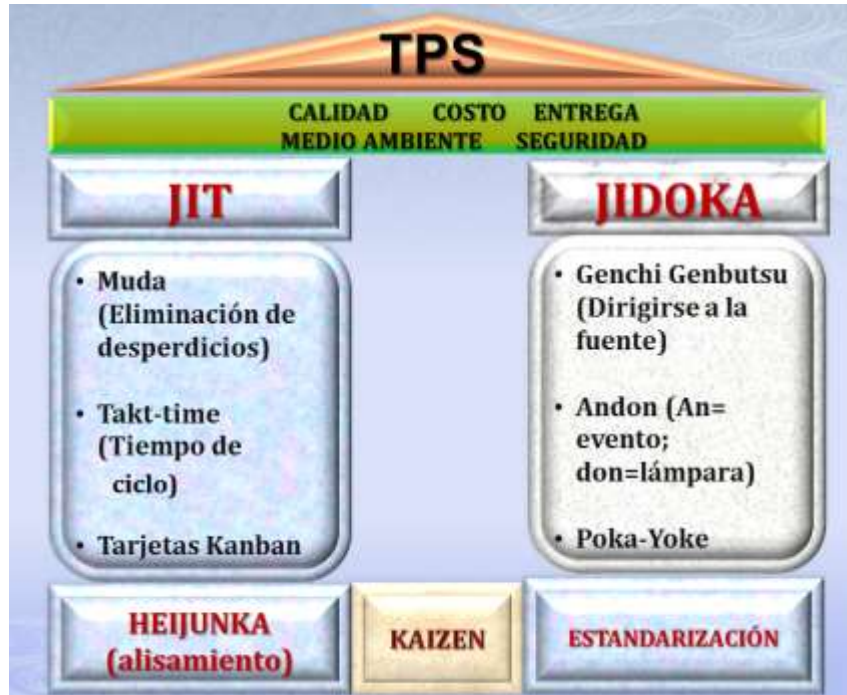 TPS
CALIDAD COSTO ENTREGA
MEDIO AMBIENTE SEGURIDAD
JIT
• Muda
(Eliminación de
desperdicios)
• Takt-time
(Tiempo de
ciclo)
• Tarjetas Kanban
JIDOKA
• Genchi Genbutsu
(Dirigirse a la
fuente)
• Andon (An=
evento;
don=lámpara)
• Poka-Yoke
HEIJUNKA
(alisamiento)
KAIZEN
ESTANDARIZACIÓN